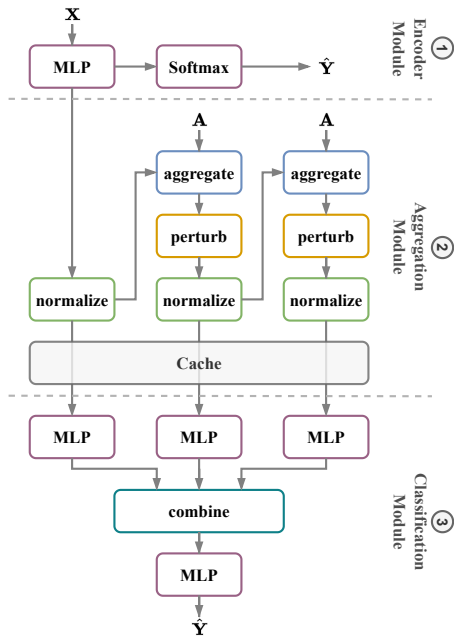 X
MLP
Softmax
Ŷ
1
Encoder
Module
A
A
aggregate
aggregate
perturb
perturb
normalize
normalize
normalize
2
Aggregation
Module
Cache
MLP
MLP
MLP
combine
MLP
Ŷ
3
Classification
Module